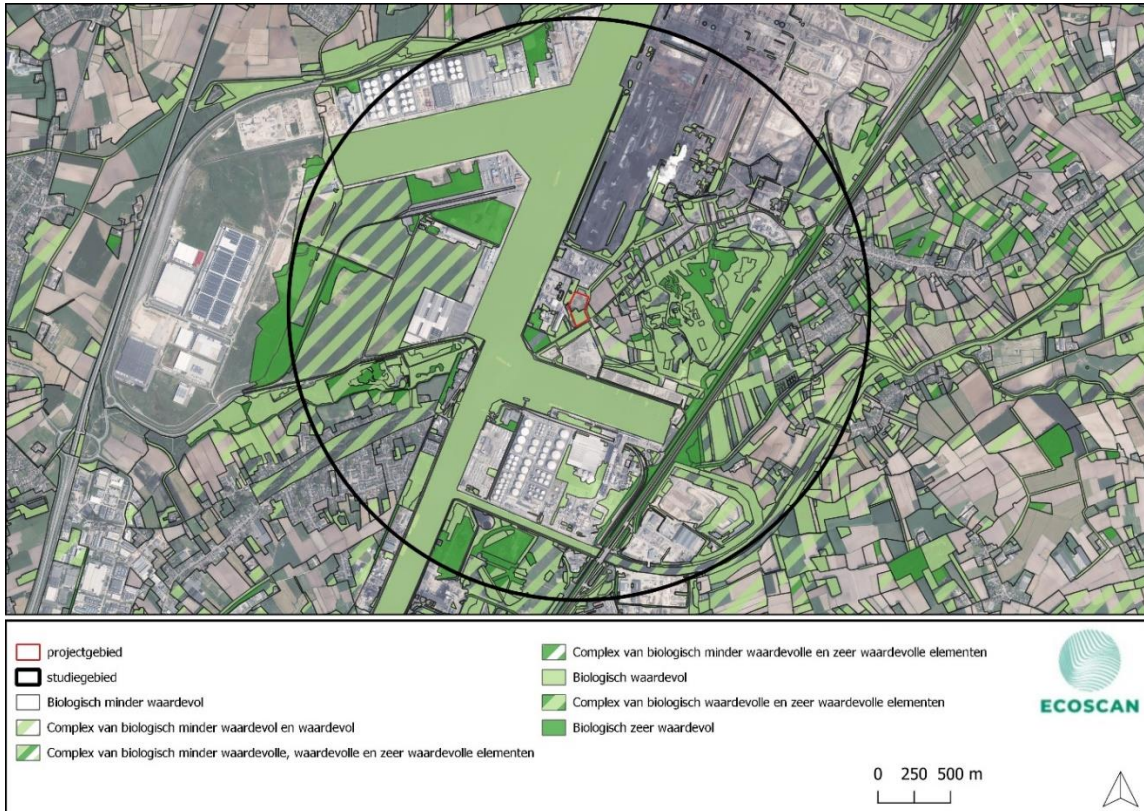 projectgebied
studiegebied
Biologisch minder waardevol
Complex van biologisch minder waardevol en waardevol
Complex van biologisch minder waardevolle, waardevolle en zeer waardevolle elementen
Complex van biologisch minder waardevolle en zeer waardevolle elementen
Biologisch waardevol
Complex van biologisch waardevolle en zeer waardevolle elementen
Biologisch zeer waardevol
ECOSCAN
0 250 500 m